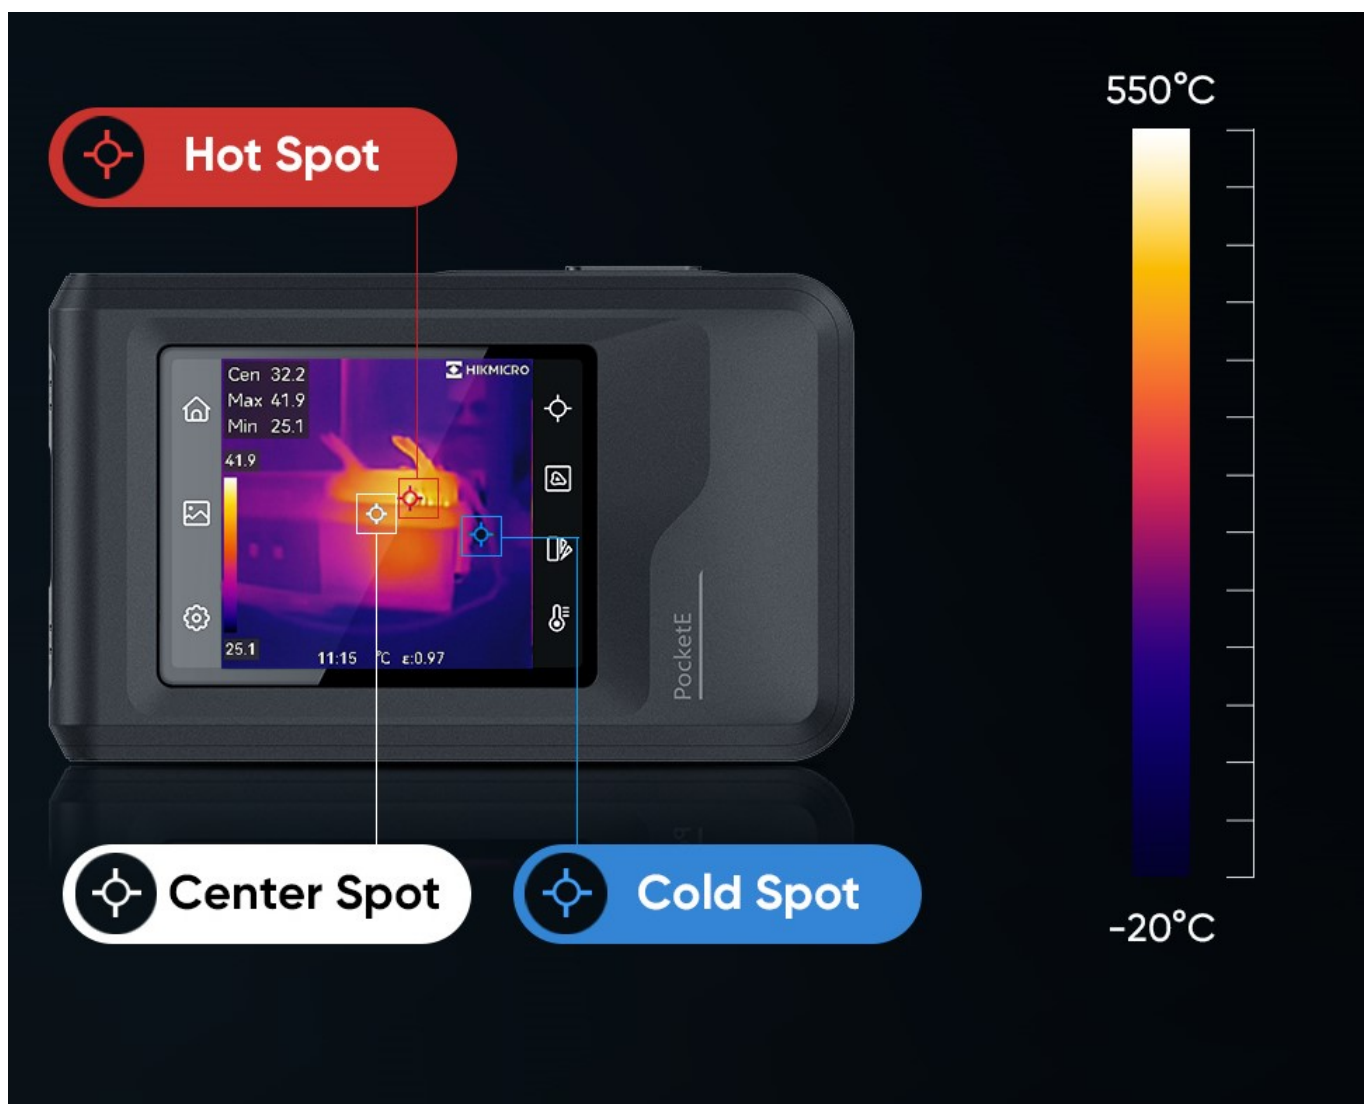 550°C
Hot Spot
HIKMICRO
Cen 32.2
Max 41.9
Min 25.1
41.9
25.1
11:15 °C ε:0.97
PocketE
Center Spot
Cold Spot
-20°C